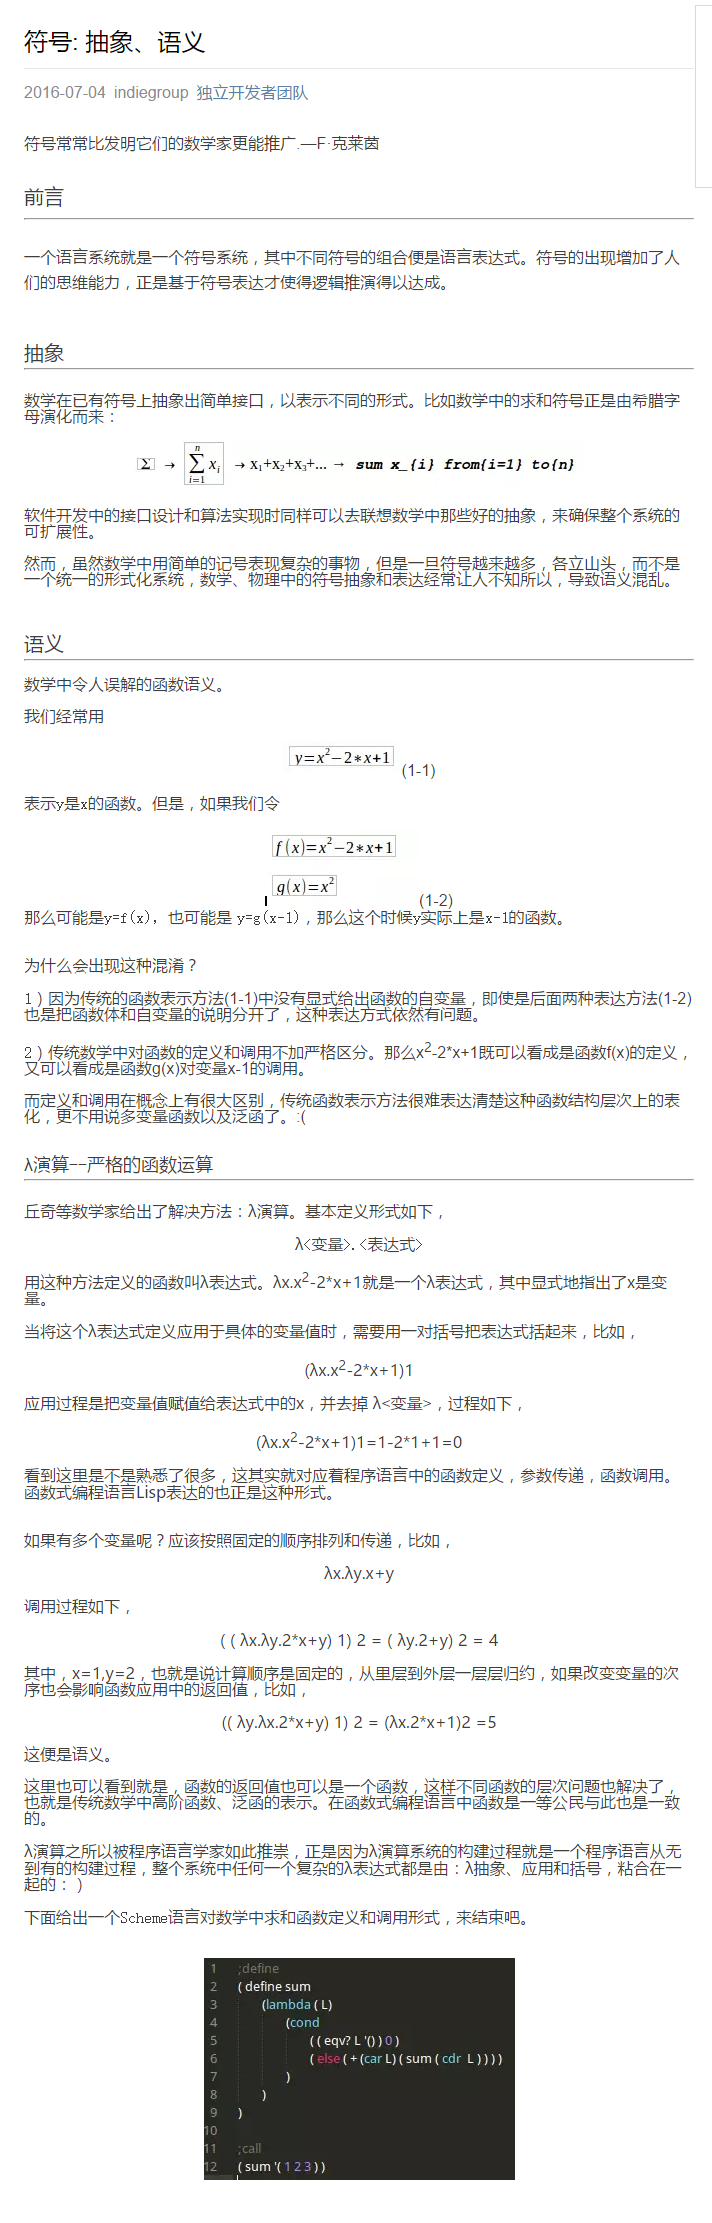 符号: 抽象、语义
2016-07-04 indiegroup 独立开发者团队
符号常常比发明它们的数学家更能推广.—F·克莱茵
前言
一个语言系统就是一个符号系统，其中不同符号的组合便是语言表达式。符号的出现增加了人
们的思维能力，正是基于符号表达才使得逻辑推演得以达成。
抽象
数学在已有符号上抽象出简单接口，以表示不同的形式。比如数学中的求和符号正是由希腊字
母演化而来：
Σ → ∑_{i=1}^{n} x_i → x₁+x₂+x₃+... → sum x_{i} from{i=1} to{n}
软件开发中的接口设计和算法实现时同样可以去联想数学中那些好的抽象，来确保整个系统的
可扩展性。
然而，虽然数学中用简单的记号表现复杂的事物，但是一旦符号越来越多，各立山头，而不是
一个统一的形式化系统，数学、物理中的符号抽象和表达经常让人不知所以，导致语义混乱。
语义
数学中令人误解的函数语义。
我们经常用
y=x²−2∗x+1 (1-1)
表示y是x的函数。但是，如果我们令
f(x)=x²−2∗x+1
g(x)=x² (1-2)
那么可能是y=f(x)，也可能是 y=g(x-1)，那么这个时候y实际上是x-1的函数。
为什么会出现这种混淆？
1）因为传统的函数表示方法(1-1)中没有显式给出函数的自变量，即使是后面两种表达方法(1-2)
也是把函数体和自变量的说明分开了，这种表达方式依然有问题。
2）传统数学中对函数的定义和调用不加严格区分。那么x²-2*x+1既可以看成是函数f(x)的定义，
又可以看成是函数g(x)对变量x-1的调用。
而定义和调用在概念上有很大区别，传统函数表示方法很难表达清楚这种函数结构层次上的表
化，更不用说多变量函数以及泛函了。:(
λ演算--严格的函数运算
丘奇等数学家给出了解决方法：λ演算。基本定义形式如下，
λ<变量>.<表达式>
用这种方法定义的函数叫λ表达式。λx.x²-2*x+1就是一个λ表达式，其中显式地指出了x是变
量。
当将这个λ表达式定义应用于具体的变量值时，需要用一对括号把表达式括起来，比如，
(λx.x²-2*x+1)1
应用过程是把变量值赋值给表达式中的x，并去掉 λ<变量>，过程如下，
(λx.x²-2*x+1)1=1-2*1+1=0
看到这里是不是熟悉了很多，这其实就对应着程序语言中的函数定义，参数传递，函数调用。
函数式编程语言Lisp表达的也正是这种形式。
如果有多个变量呢？应该按照固定的顺序排列和传递，比如，
λx.λy.x+y
调用过程如下，
( ( λx.λy.2*x+y) 1) 2 = ( λy.2+y) 2 = 4
其中，x=1,y=2，也就是说计算顺序是固定的，从里层到外层一层层归约，如果改变变量的次
序也会影响函数应用中的返回值，比如，
(( λy.λx.2*x+y) 1) 2 = (λx.2*x+1)2 =5
这便是语义。
这里也可以看到就是，函数的返回值也可以是一个函数，这样不同函数的层次问题也解决了，
也就是传统数学中高阶函数、泛函的表示。在函数式编程语言中函数是一等公民与此也是一致
的。
λ演算之所以被程序语言学家如此推崇，正是因为λ演算系统的构建过程就是一个程序语言从无
到有的构建过程，整个系统中任何一个复杂的λ表达式都是由：λ抽象、应用和括号，粘合在一
起的：）
下面给出一个Scheme语言对数学中求和函数定义和调用形式，来结束吧。
1 ;define
2 ( define sum
3 (lambda ( L)
4 (cond
5 ( ( eqv? L '() ) 0 )
6 ( else ( + (car L) ( sum ( cdr L ) ) ) )
7 )
8 )
9 )
10
11 ;call
12 ( sum '( 1 2 3 ) )